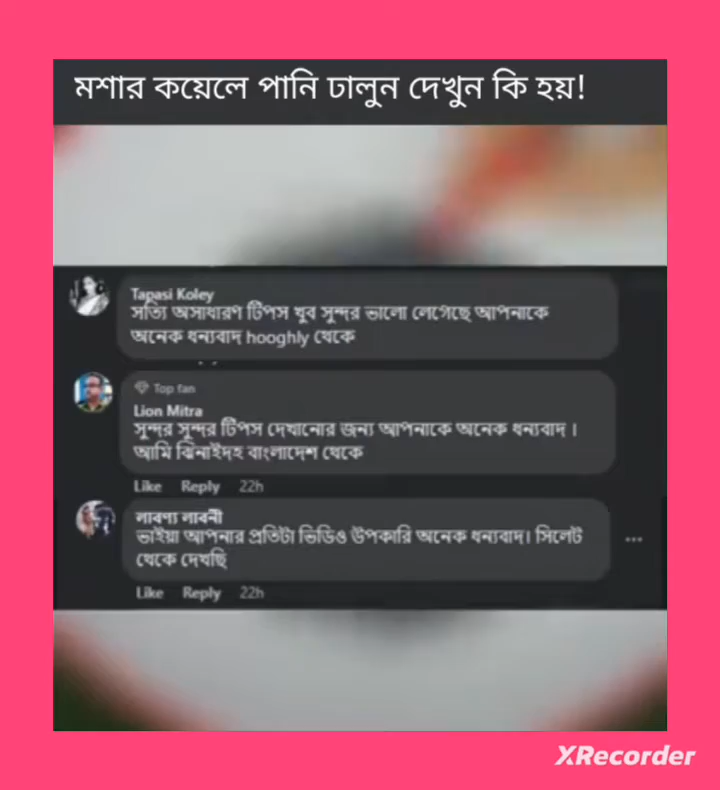 মশার কয়েলে পানি ঢালুন দেখুন কি হয়!
Tapasi Koley
সত্যি অসাধারণ টিপস খুব সুন্দর ভালো লেগেছে আপনাকে
অনেক ধন্যবাদ hooghly থেকে
Top fan
Lion Mitra
সুন্দর সুন্দর টিপস দেখানোর জন্য আপনাকে অনেক ধন্যবাদ।
আমি ঝিনাইদহ বাংলাদেশ থেকে
Like Reply 22h
লাবণ্য লাবনী
ভাইয়া আপনার প্রতিটা ভিডিও উপকারি অনেক ধন্যবাদ। সিলেট
থেকে দেখছি
Like Reply 22h
XRecorder